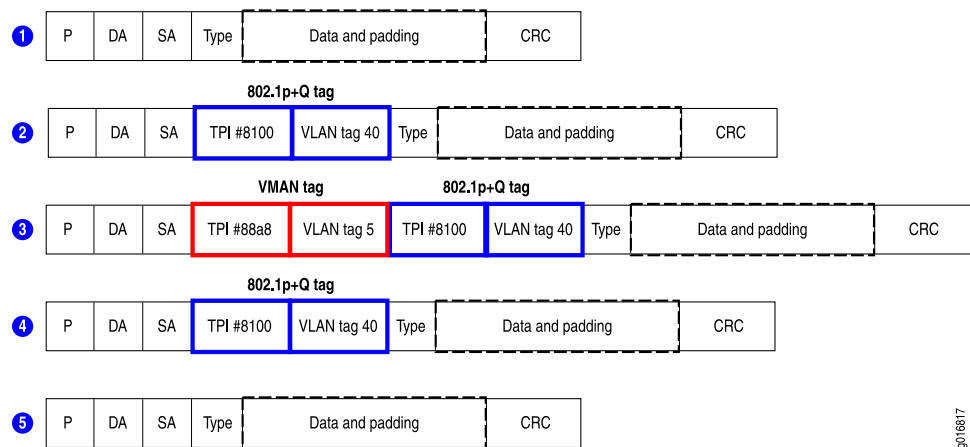 1 P DA SA Type Data and padding CRC
802.1p+Q tag
2 P DA SA TPI #8100 VLAN tag 40 Type Data and padding CRC
VMAN tag 802.1p+Q tag
3 P DA SA TPI #88a8 VLAN tag 5 TPI #8100 VLAN tag 40 Type Data and padding CRC
802.1p+Q tag
4 P DA SA TPI #8100 VLAN tag 40 Type Data and padding CRC
5 P DA SA Type Data and padding CRC
g016817